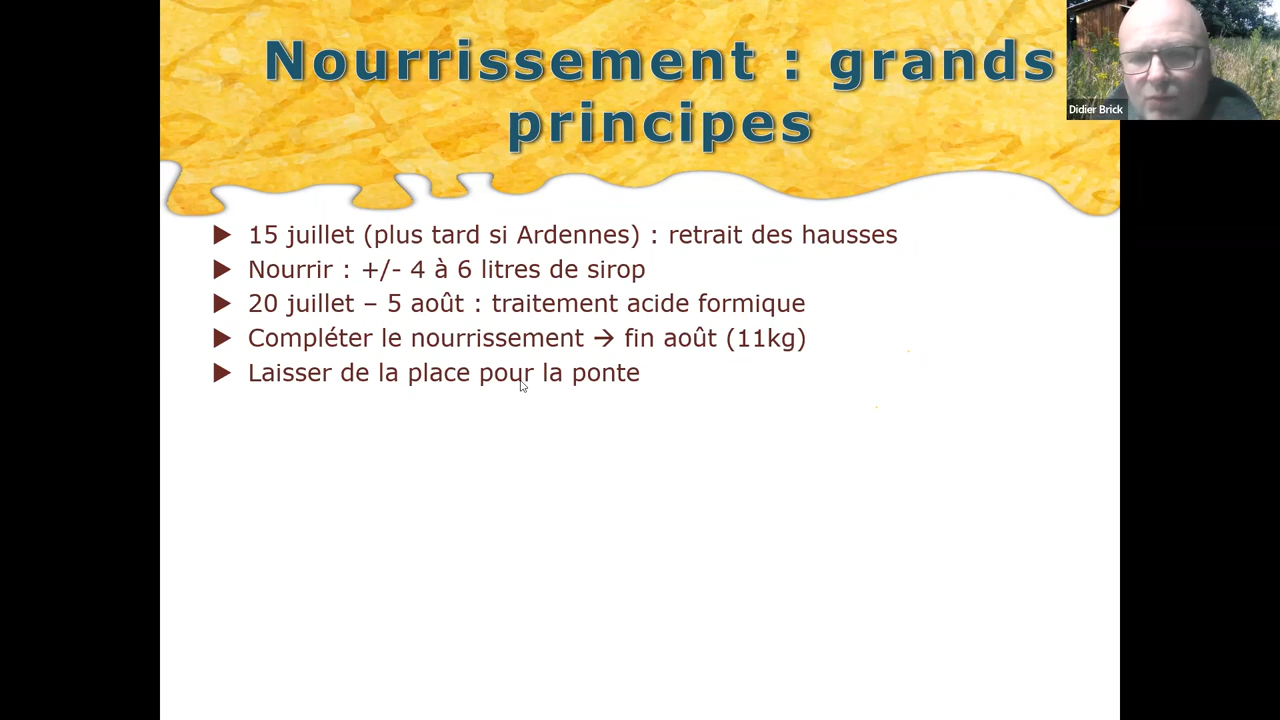 Nourrissement : grands
principes
Didier Brick
15 juillet (plus tard si Ardennes) : retrait des hausses
Nourrir : +/- 4 à 6 litres de sirop
20 juillet – 5 août : traitement acide formique
Compléter le nourrissement → fin août (11kg)
Laisser de la place pour la ponte